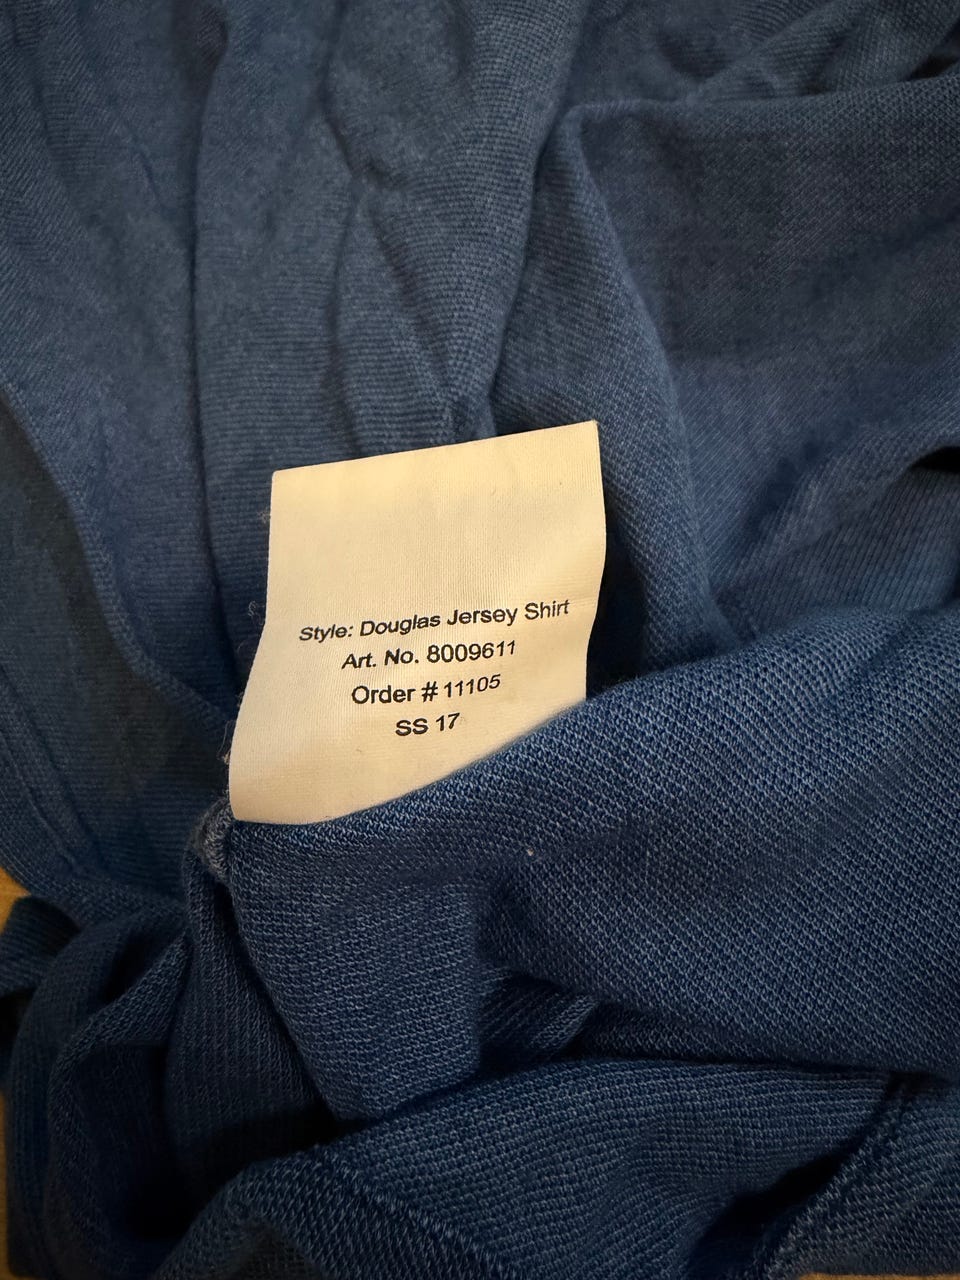 Style: Douglas Jersey Shirt
Art. No. 8009611
Order # 11105
SS 17